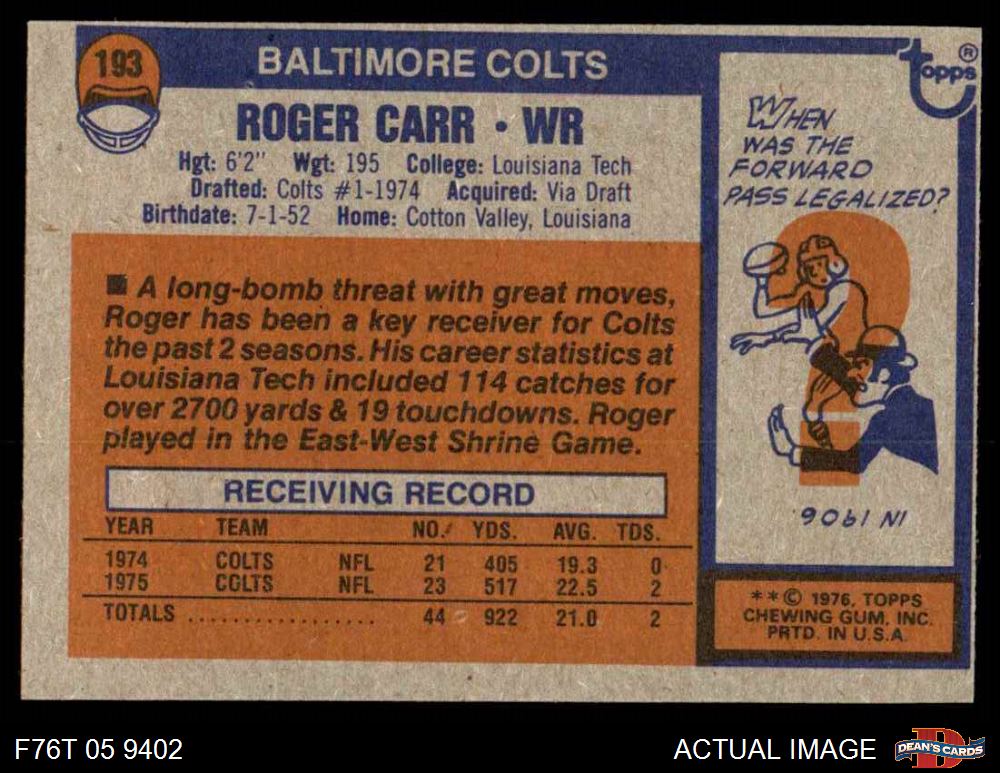 193
BALTIMORE COLTS
ROGER CARR • WR
Hgt: 6'2" Wgt: 195 College: Louisiana Tech
Drafted: Colts #1-1974 Acquired: Via Draft
Birthdate: 7-1-52 Home: Cotton Valley, Louisiana
■ A long-bomb threat with great moves,
Roger has been a key receiver for Colts
the past 2 seasons. His career statistics at
Louisiana Tech included 114 catches for
over 2700 yards & 19 touchdowns. Roger
played in the East-West Shrine Game.
RECEIVING RECORD
YEAR TEAM NO. YDS. AVG. TDS.
1974 COLTS NFL 21 405 19.3 0
1975 COLTS NFL 23 517 22.5 2
TOTALS .................. 44 922 21.0 2
topps ®
WHEN
WAS THE
FORWARD
PASS LEGALIZED?
?
IN 1906
**© 1976, TOPPS
CHEWING GUM, INC.
PRTD. IN U.S.A.
F76T 05 9402
ACTUAL IMAGE
D
DEAN'S CARDS